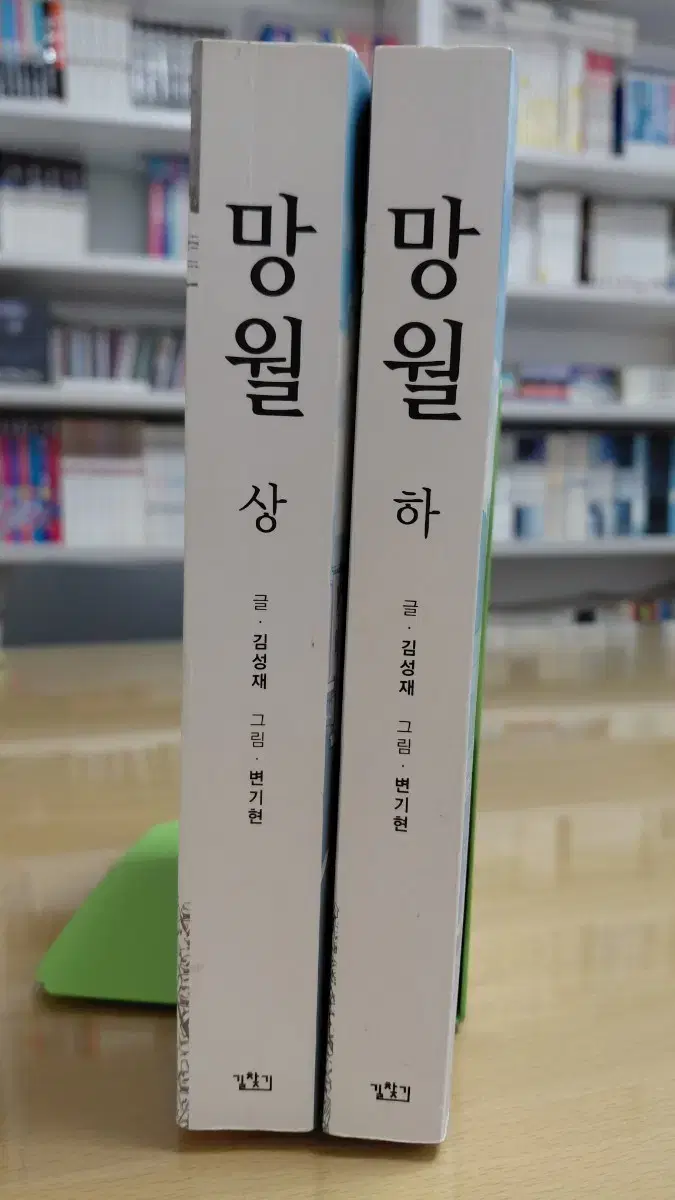 망월
상
글 · 김성재 그림 · 변기현
길찾기
망월
하
글 · 김성재 그림 · 변기현
길찾기